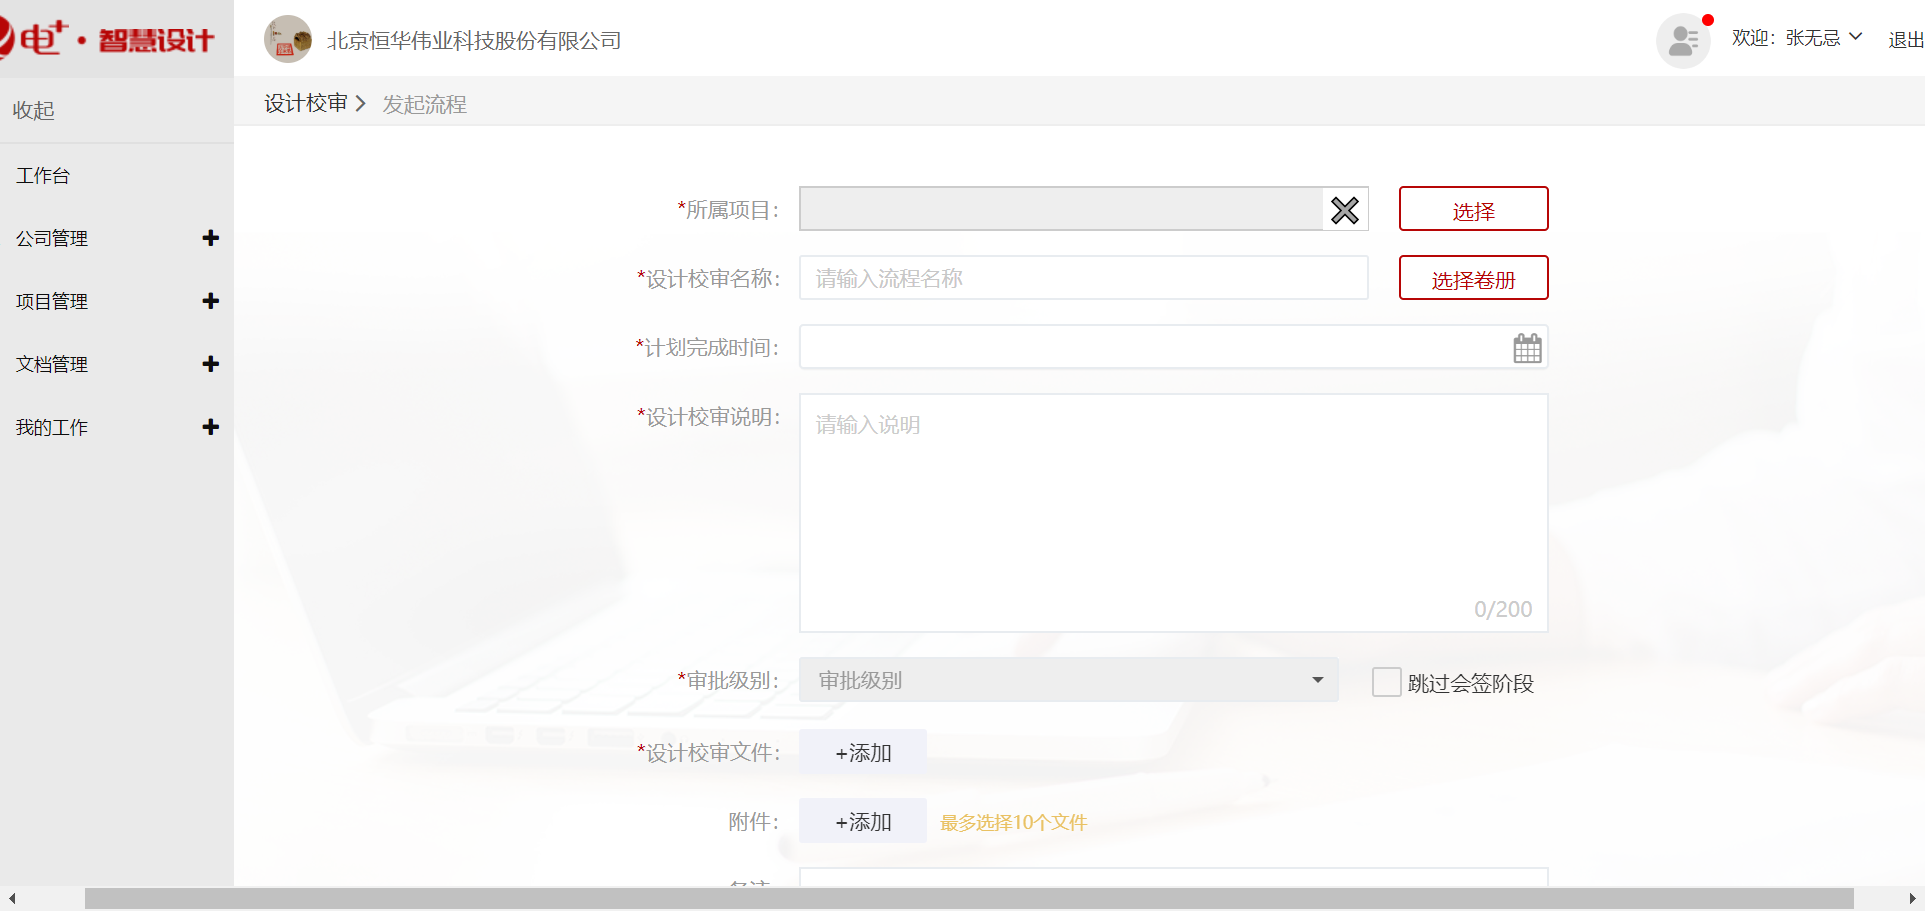 电+·智慧设计
北京恒华伟业科技股份有限公司
欢迎：张无忌
退出
收起
设计校审
发起流程
工作台
公司管理
项目管理
文档管理
我的工作
*所属项目：
选择
*设计校审名称：
请输入流程名称
选择卷册
*计划完成时间：
*设计校审说明：
请输入说明
0/200
*审批级别：
审批级别
跳过会签阶段
*设计校审文件：
+添加
附件：
+添加
最多选择10个文件